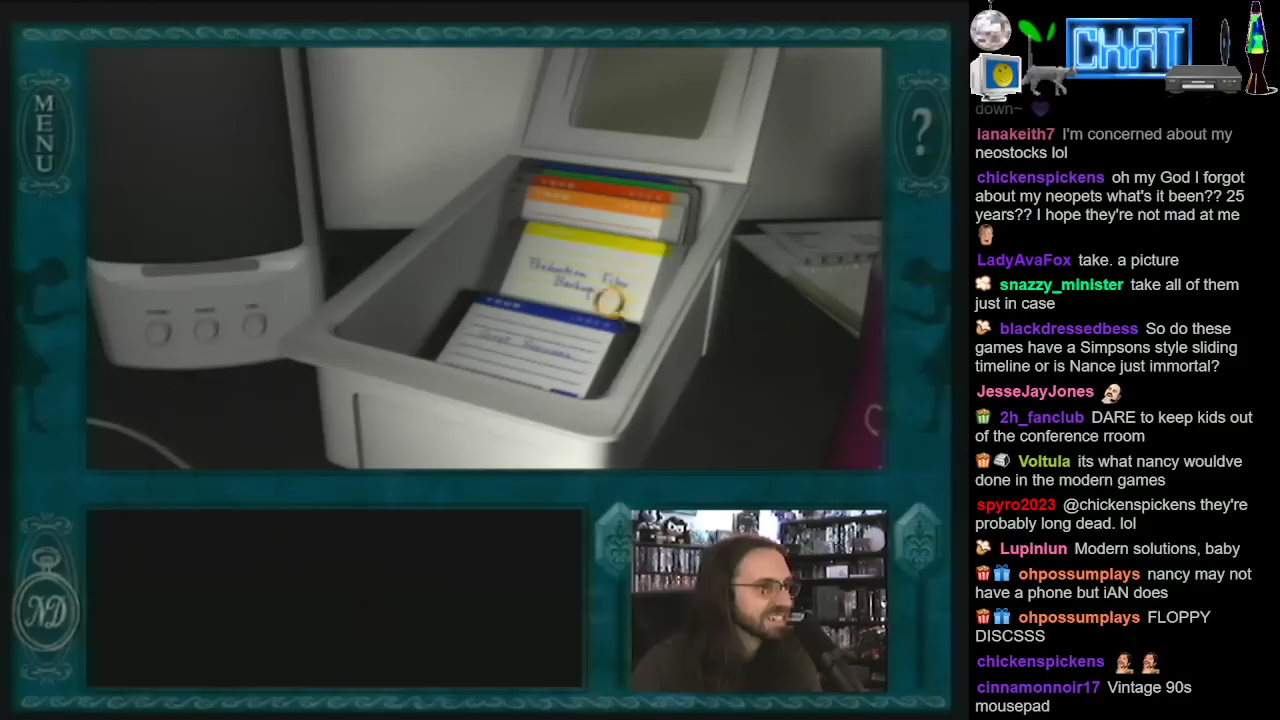 MENU
?
Production Files
Backup
ND
CHAT
down~
lanakeith7 I'm concerned about my
neostocks lol
chickenspickens oh my God I forgot
about my neopets what's it been?? 25
years?? I hope they're not mad at me
LadyAvaFox take. a picture
snazzy_minister take all of them
just in case
blackdressedbess So do these
games have a Simpsons style sliding
timeline or is Nance just immortal?
JesseJayJones
2h_fanclub DARE to keep kids out
of the conference rroom
Voltula its what nancy wouldve
done in the modern games
spyro2023 @chickenspickens they're
probably long dead. lol
Lupinlun Modern solutions, baby
ohpossumplays nancy may not
have a phone but iAN does
ohpossumplays FLOPPY
DISCSSS
chickenspickens
cinnamonnoir17 Vintage 90s
mousepad